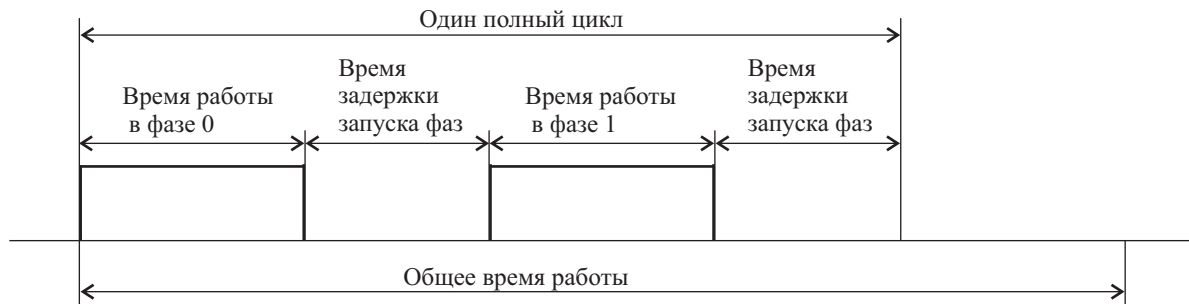 Один полный цикл
Время работы
в фазе 0
Время
задержки
запуска фаз
Время работы
в фазе 1
Время
задержки
запуска фаз
Общее время работы